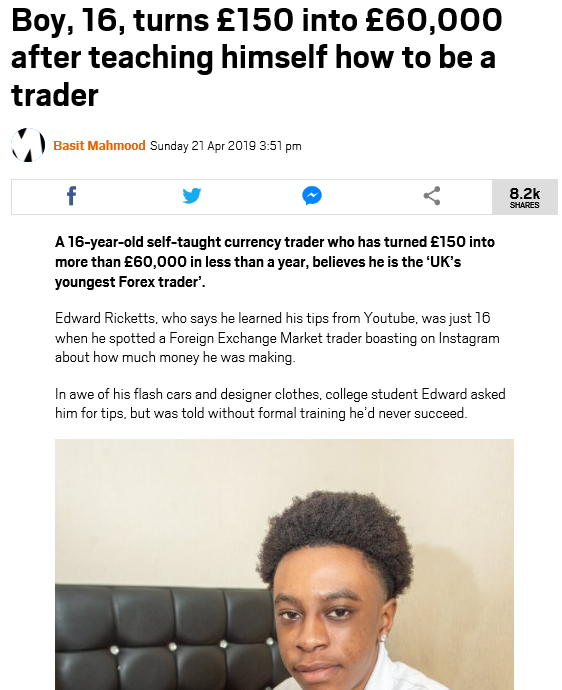 Boy, 16, turns £150 into £60,000
after teaching himself how to be a
trader
Basit Mahmood Sunday 21 Apr 2019 3:51 pm
8.2k
SHARES
A 16-year-old self-taught currency trader who has turned £150 into
more than £60,000 in less than a year, believes he is the ‘UK’s
youngest Forex trader’.
Edward Ricketts, who says he learned his tips from Youtube, was just 16
when he spotted a Foreign Exchange Market trader boasting on Instagram
about how much money he was making.
In awe of his flash cars and designer clothes, college student Edward asked
him for tips, but was told without formal training he’d never succeed.